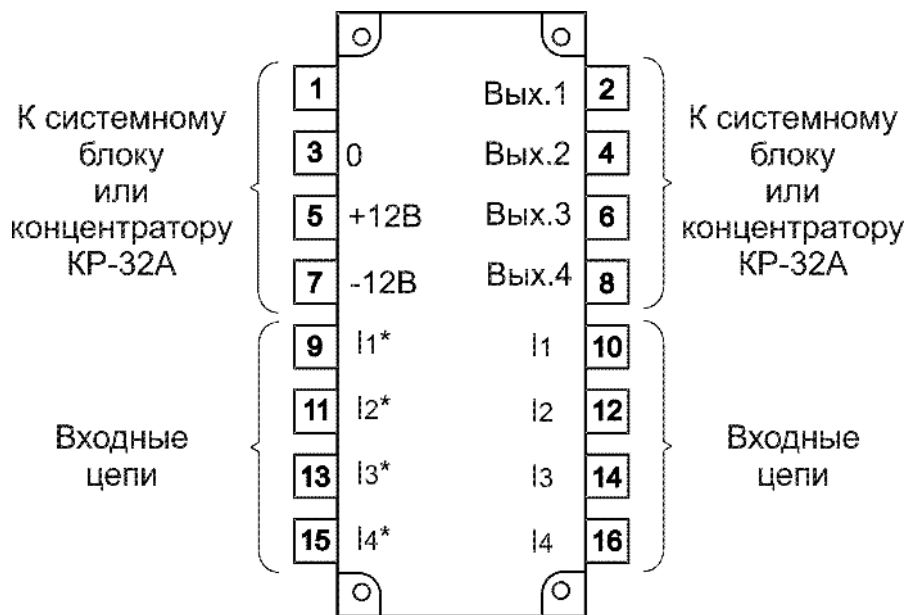 К системному
блоку
или
концентратору
КР-32А
1
3 0
5 +12В
7 -12В
Вых.1 2
Вых.2 4
Вых.3 6
Вых.4 8
К системному
блоку
или
концентратору
КР-32А
Входные
цепи
9 I1*
11 I2*
13 I3*
15 I4*
I1 10
I2 12
I3 14
I4 16
Входные
цепи